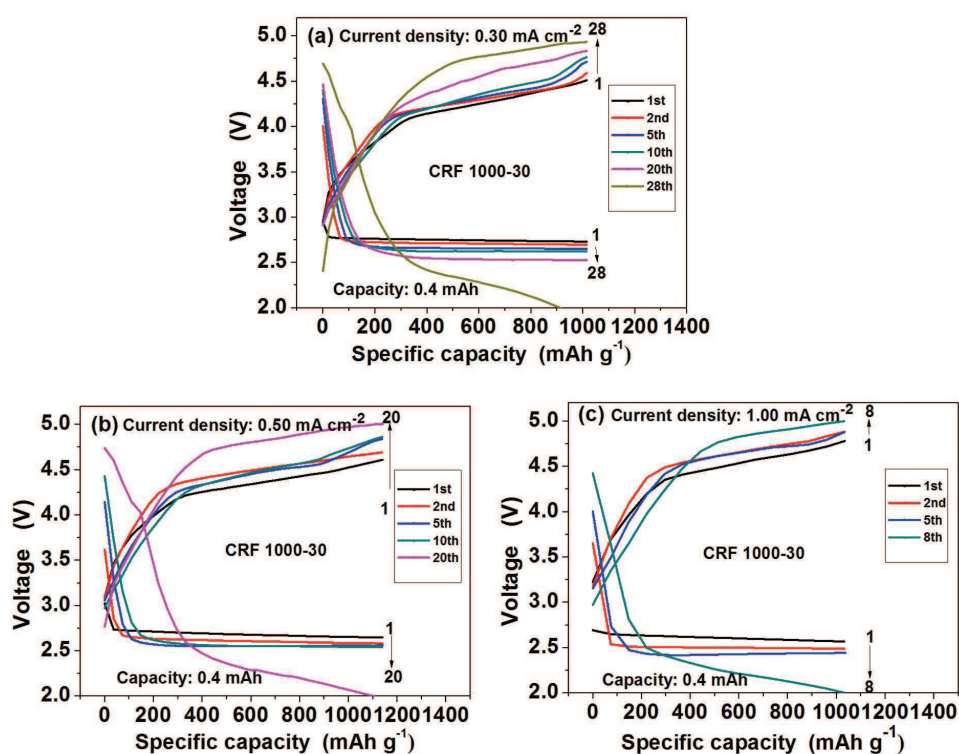 (a) Current density: 0.30 mA cm⁻²
28
1
5.0
4.5
4.0
3.5
3.0
2.5
2.0
Voltage (V)
1st
2nd
5th
10th
20th
28th
CRF 1000-30
1
28
Capacity: 0.4 mAh
0 200 400 600 800 1000 1200 1400
Specific capacity (mAh g⁻¹)
(b) Current density: 0.50 mA cm⁻²
20
1
5.0
4.5
4.0
3.5
3.0
2.5
2.0
Voltage (V)
1st
2nd
5th
10th
20th
CRF 1000-30
1
20
Capacity: 0.4 mAh
0 200 400 600 800 1000 1200 1400
Specific capacity (mAh g⁻¹)
(c) Current density: 1.00 mA cm⁻²
8
1
5.0
4.5
4.0
3.5
3.0
2.5
2.0
Voltage (V)
1st
2nd
5th
8th
CRF 1000-30
1
8
Capacity: 0.4 mAh
0 200 400 600 800 1000 1200 1400
Specific capacity (mAh g⁻¹)